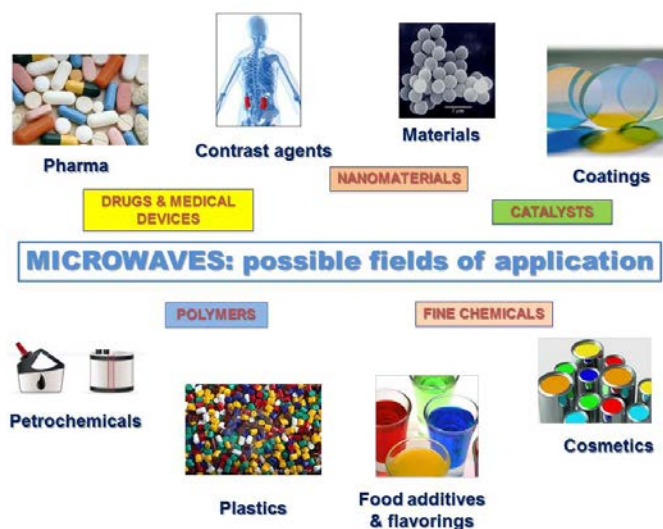 Pharma
Contrast agents
Materials
Coatings
NANOMATERIALS
DRUGS & MEDICAL
DEVICES
CATALYSTS
MICROWAVES: possible fields of application
POLYMERS
FINE CHEMICALS
Petrochemicals
Plastics
Food additives
& flavorings
Cosmetics